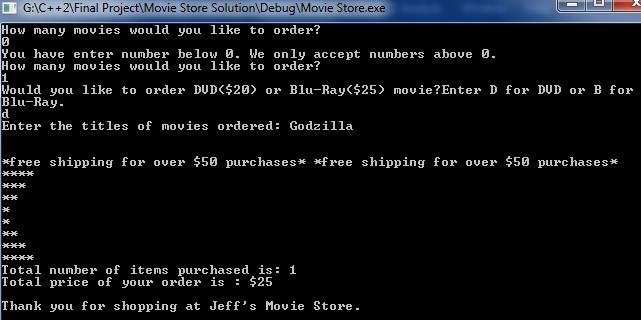 G:\C++2\Final Project\Movie Store Solution\Debug\Movie Store.exe
How many movies would you like to order?
0
You have enter number below 0. We only accept numbers above 0.
How many movies would you like to order?
1
Would you like to order DVD($20) or Blu-Ray($25) movie?Enter D for DVD or B for
Blu-Ray.
d
Enter the titles of movies ordered: Godzilla
*free shipping for over $50 purchases* *free shipping for over $50 purchases*
****
***
**
*
*
**
***
****
Total number of items purchased is: 1
Total price of your order is : $25
Thank you for shopping at Jeff's Movie Store.